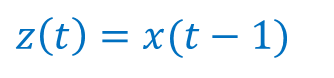 z(t) = x(t − 1)